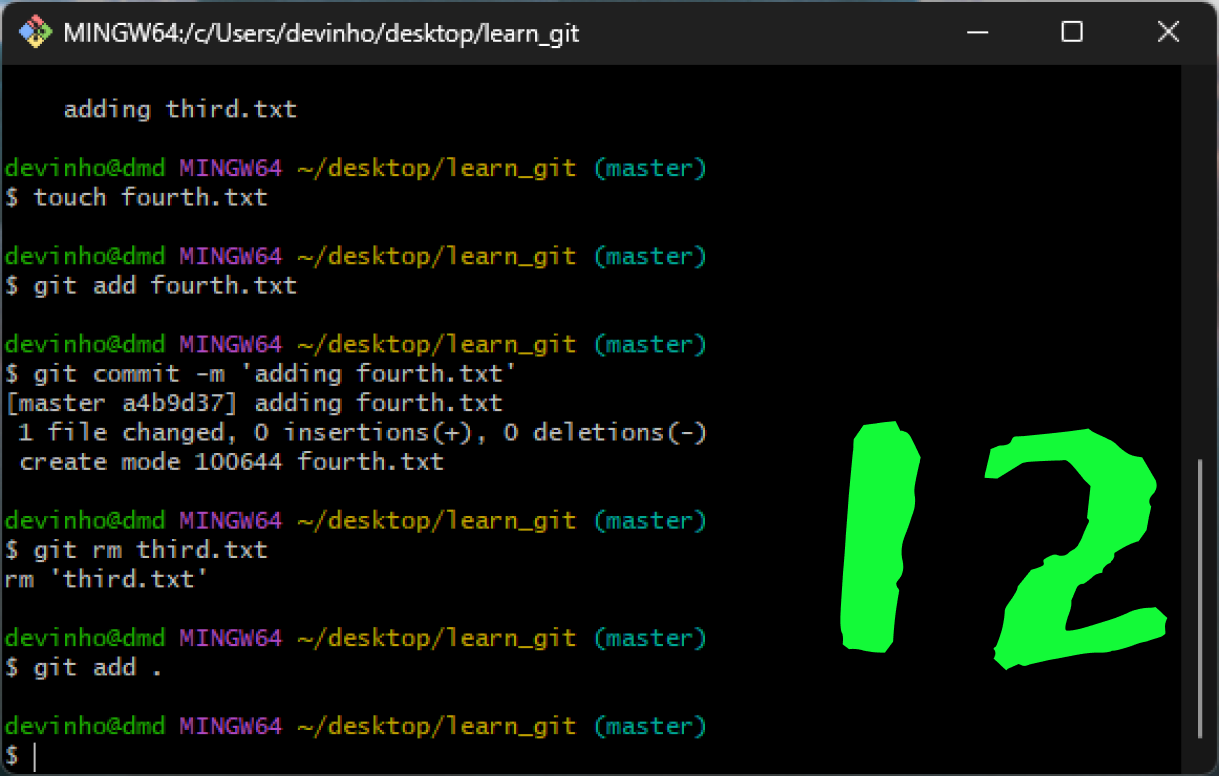 MINGW64:/c/Users/devinho/desktop/learn_git
adding third.txt
devinho@dmd MINGW64 ~/desktop/learn_git (master)
$ touch fourth.txt
devinho@dmd MINGW64 ~/desktop/learn_git (master)
$ git add fourth.txt
devinho@dmd MINGW64 ~/desktop/learn_git (master)
$ git commit -m 'adding fourth.txt'
[master a4b9d37] adding fourth.txt
1 file changed, 0 insertions(+), 0 deletions(-)
create mode 100644 fourth.txt
devinho@dmd MINGW64 ~/desktop/learn_git (master)
$ git rm third.txt
rm 'third.txt'
devinho@dmd MINGW64 ~/desktop/learn_git (master)
$ git add .
devinho@dmd MINGW64 ~/desktop/learn_git (master)
$
12